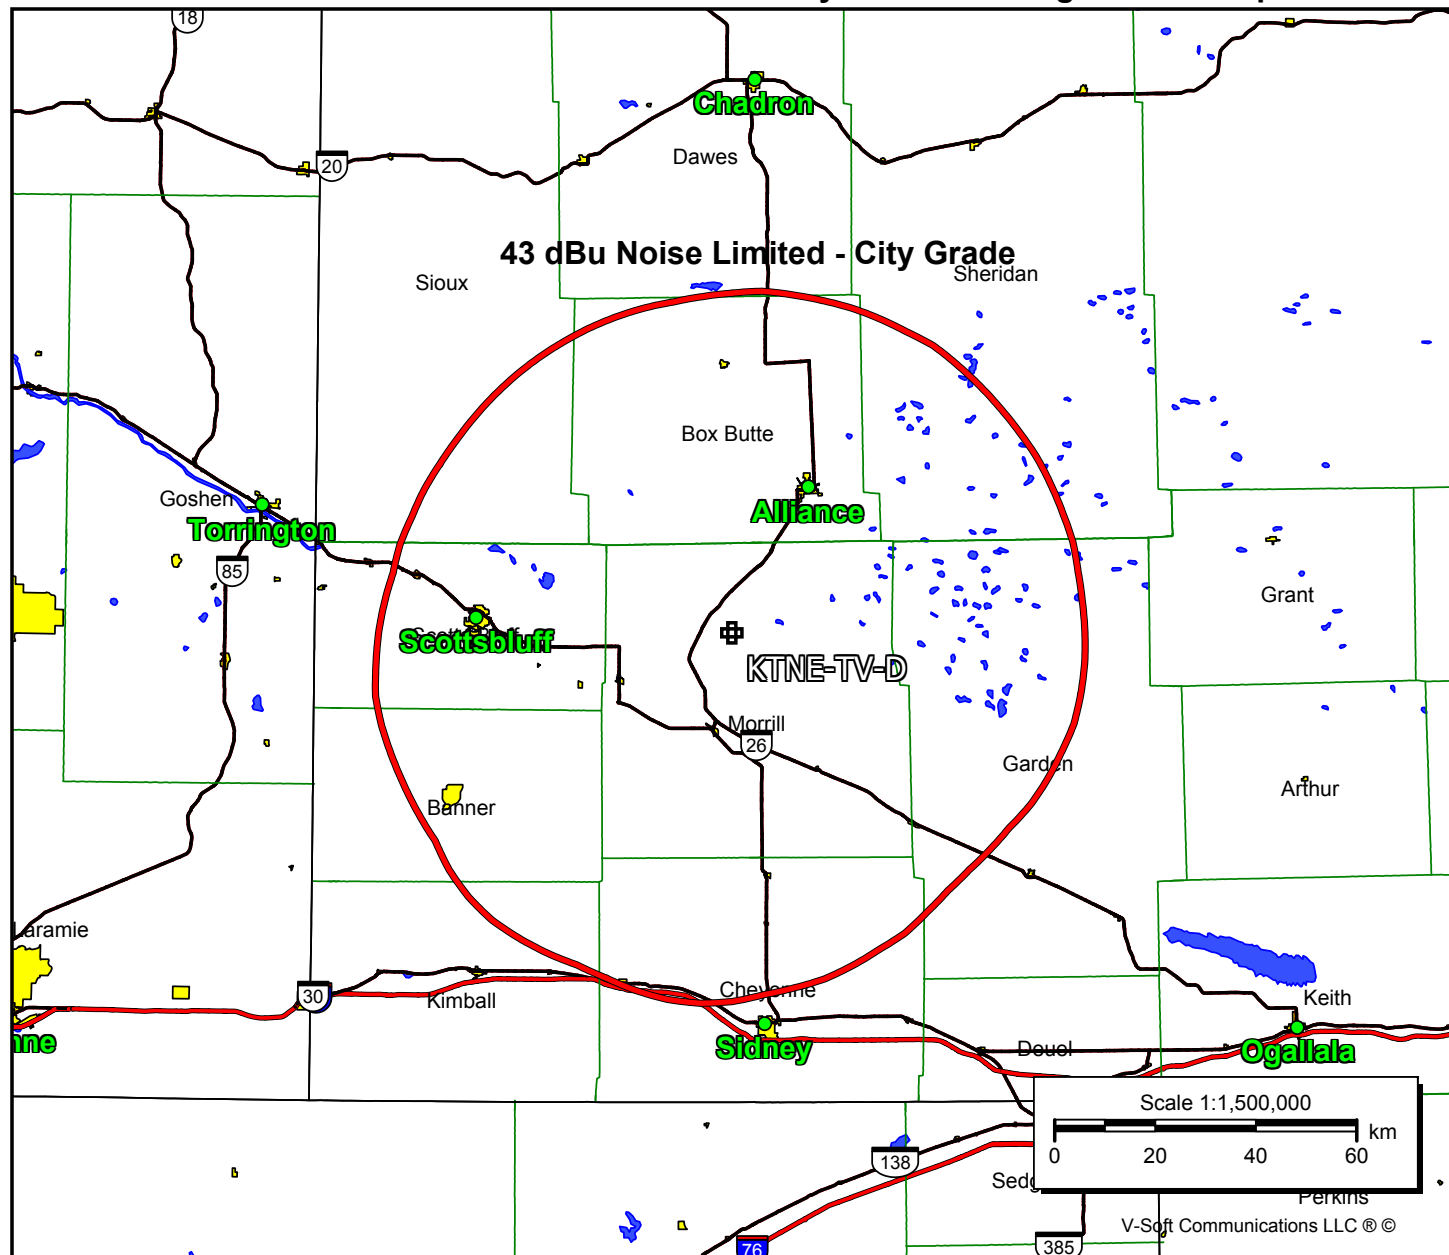 18
Chadron
Dawes
20
43 dBu Noise Limited - City Grade
Sheridan
Sioux
Box Butte
Goshen
Alliance
Torrington
85
Grant
Scottsbluff
KTNE-TV-D
Morrill
26
Garden
Arthur
Banner
Laramie
30
Kimball
Cheyenne
Keith
nne
Sidney
Deuel
Ogallala
Scale 1:1,500,000
km
0 20 40 60
138
Sedg
Perkins
V-Soft Communications LLC ® ©
76
385